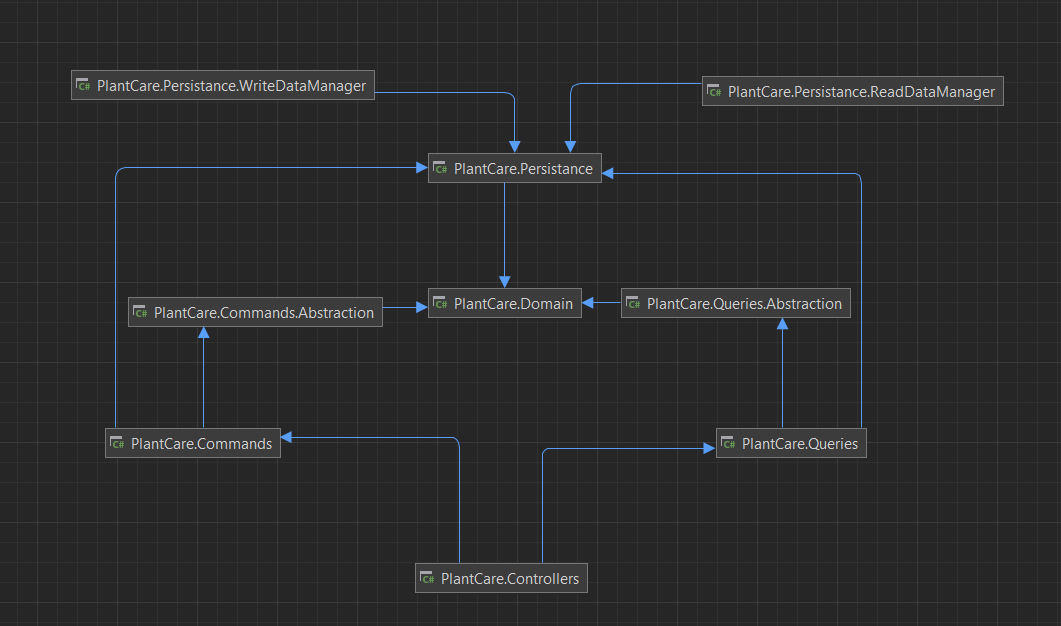 C# PlantCare.Persistance.WriteDataManager
C# PlantCare.Persistance.ReadDataManager
C# PlantCare.Persistance
C# PlantCare.Commands.Abstraction
C# PlantCare.Domain
C# PlantCare.Queries.Abstraction
C# PlantCare.Commands
C# PlantCare.Queries
C# PlantCare.Controllers